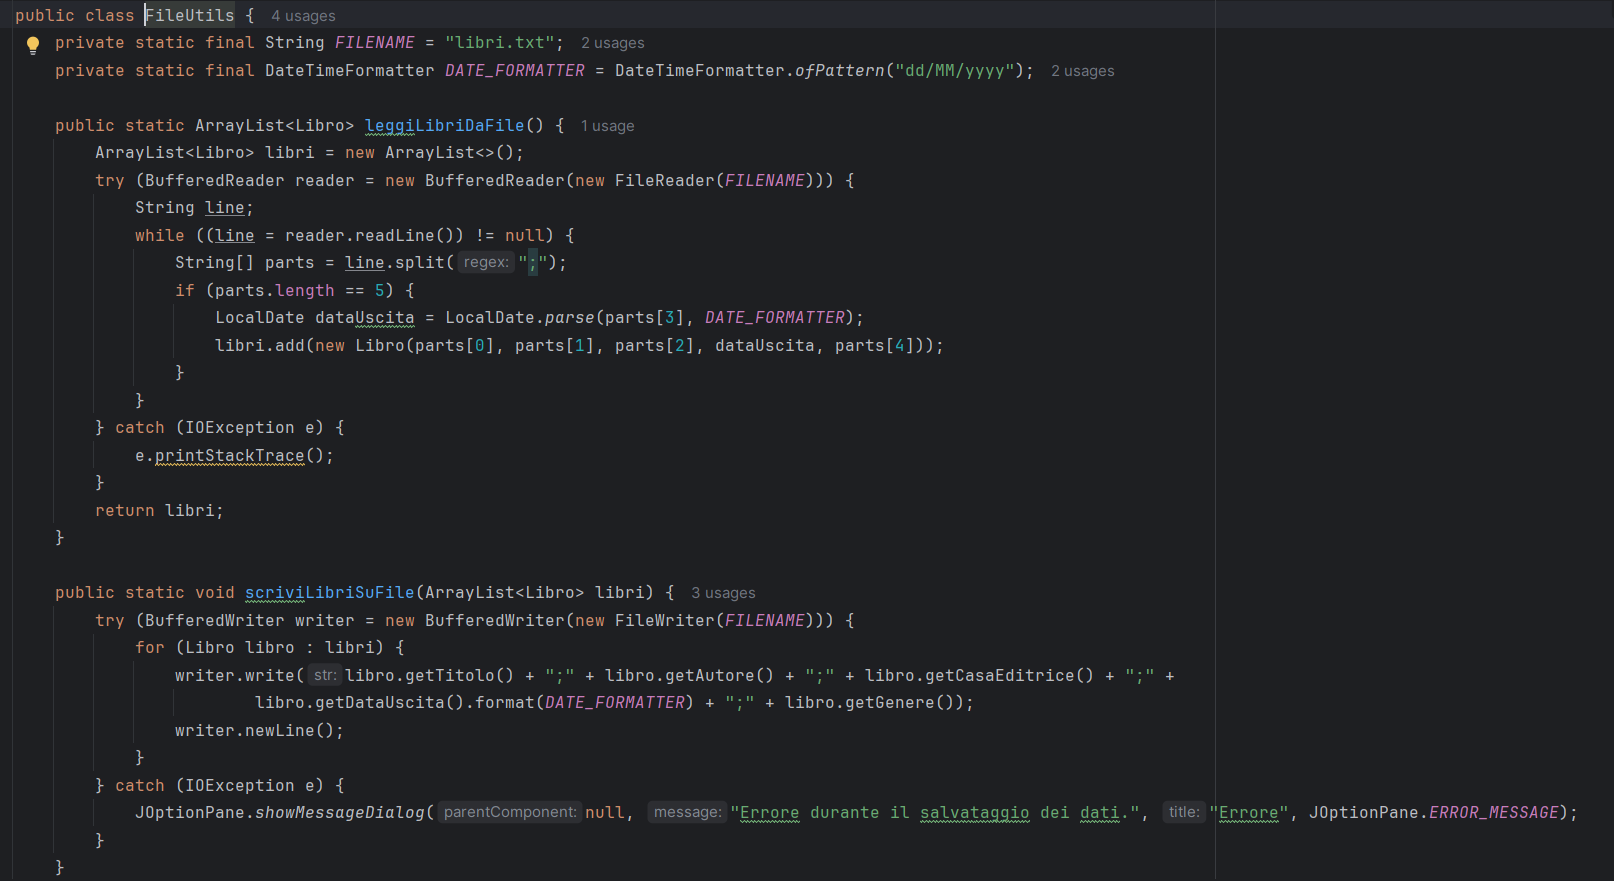 public class FileUtils { 4 usages
private static final String FILENAME = "libri.txt"; 2 usages
private static final DateTimeFormatter DATE_FORMATTER = DateTimeFormatter.ofPattern("dd/MM/yyyy"); 2 usages
public static ArrayList<Libro> leggiLibriDaFile() { 1 usage
ArrayList<Libro> libri = new ArrayList<>();
try (BufferedReader reader = new BufferedReader(new FileReader(FILENAME))) {
String line;
while ((line = reader.readLine()) != null) {
String[] parts = line.split( regex: ";");
if (parts.length == 5) {
LocalDate dataUscita = LocalDate.parse(parts[3], DATE_FORMATTER);
libri.add(new Libro(parts[0], parts[1], parts[2], dataUscita, parts[4]));
}
}
} catch (IOException e) {
e.printStackTrace();
}
return libri;
}
public static void scriviLibriSuFile(ArrayList<Libro> libri) { 3 usages
try (BufferedWriter writer = new BufferedWriter(new FileWriter(FILENAME))) {
for (Libro libro : libri) {
writer.write( str: libro.getTitolo() + ";" + libro.getAutore() + ";" + libro.getCasaEditrice() + ";" +
libro.getDataUscita().format(DATE_FORMATTER) + ";" + libro.getGenere());
writer.newLine();
}
} catch (IOException e) {
JOptionPane.showMessageDialog( parentComponent: null, message: "Errore durante il salvataggio dei dati.", title: "Errore", JOptionPane.ERROR_MESSAGE);
}
}